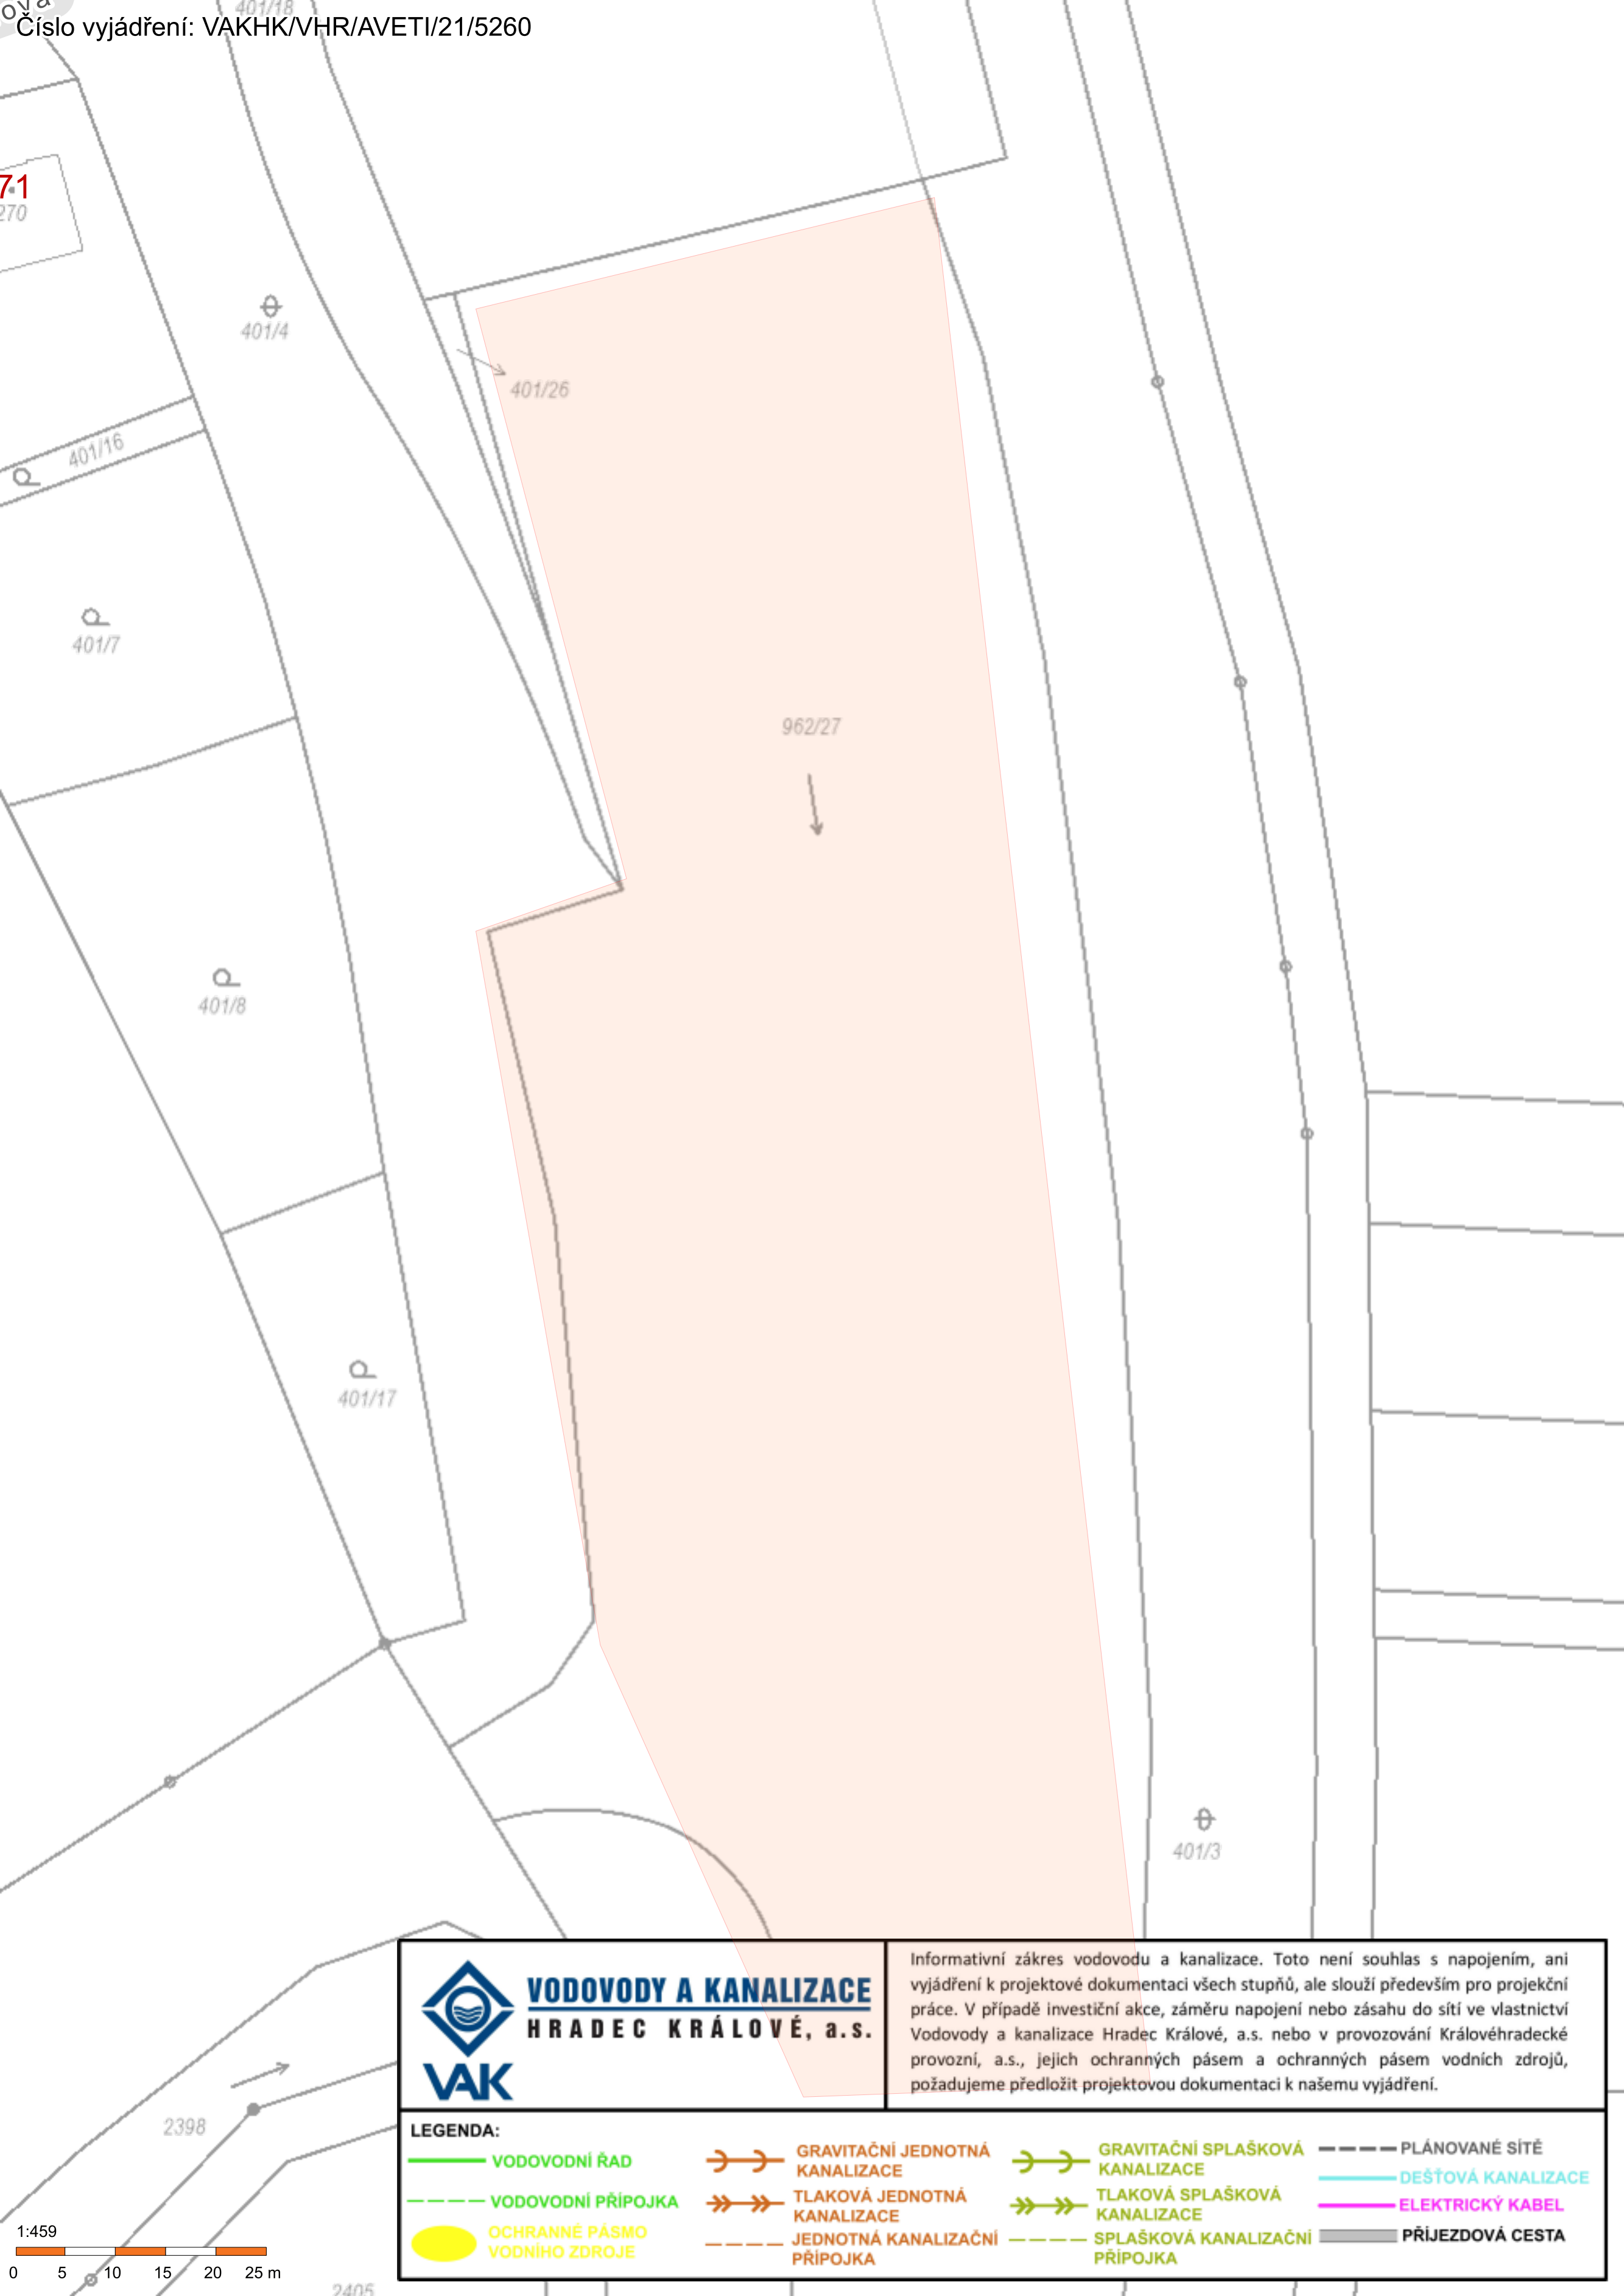 ová
401/18
Číslo vyjádření: VAKHK/VHR/AVETI/21/5260
71
270
401/4
401/26
401/16
401/7
962/27
401/8
401/17
401/3
VODOVODY A KANALIZACE
HRADEC KRÁLOVÉ, a.s.
VAK
Informativní zákres vodovodu a kanalizace. Toto není souhlas s napojením, ani
vyjádření k projektové dokumentaci všech stupňů, ale slouží především pro projekční
práce. V případě investiční akce, záměru napojení nebo zásahu do sítí ve vlastnictví
Vodovody a kanalizace Hradec Králové, a.s. nebo v provozování Královéhradecké
provozní, a.s., jejich ochranných pásem a ochranných pásem vodních zdrojů,
požadujeme předložit projektovou dokumentaci k našemu vyjádření.
2398
LEGENDA:
VODOVODNÍ ŘAD
VODOVODNÍ PŘÍPOJKA
OCHRANNÉ PÁSMO
VODNÍHO ZDROJE
GRAVITAČNÍ JEDNOTNÁ
KANALIZACE
TLAKOVÁ JEDNOTNÁ
KANALIZACE
JEDNOTNÁ KANALIZAČNÍ
PŘÍPOJKA
GRAVITAČNÍ SPLAŠKOVÁ
KANALIZACE
TLAKOVÁ SPLAŠKOVÁ
KANALIZACE
SPLAŠKOVÁ KANALIZAČNÍ
PŘÍPOJKA
PLÁNOVANÉ SÍTĚ
DEŠŤOVÁ KANALIZACE
ELEKTRICKÝ KABEL
PŘÍJEZDOVÁ CESTA
1:459
0 5 10 15 20 25 m
2405